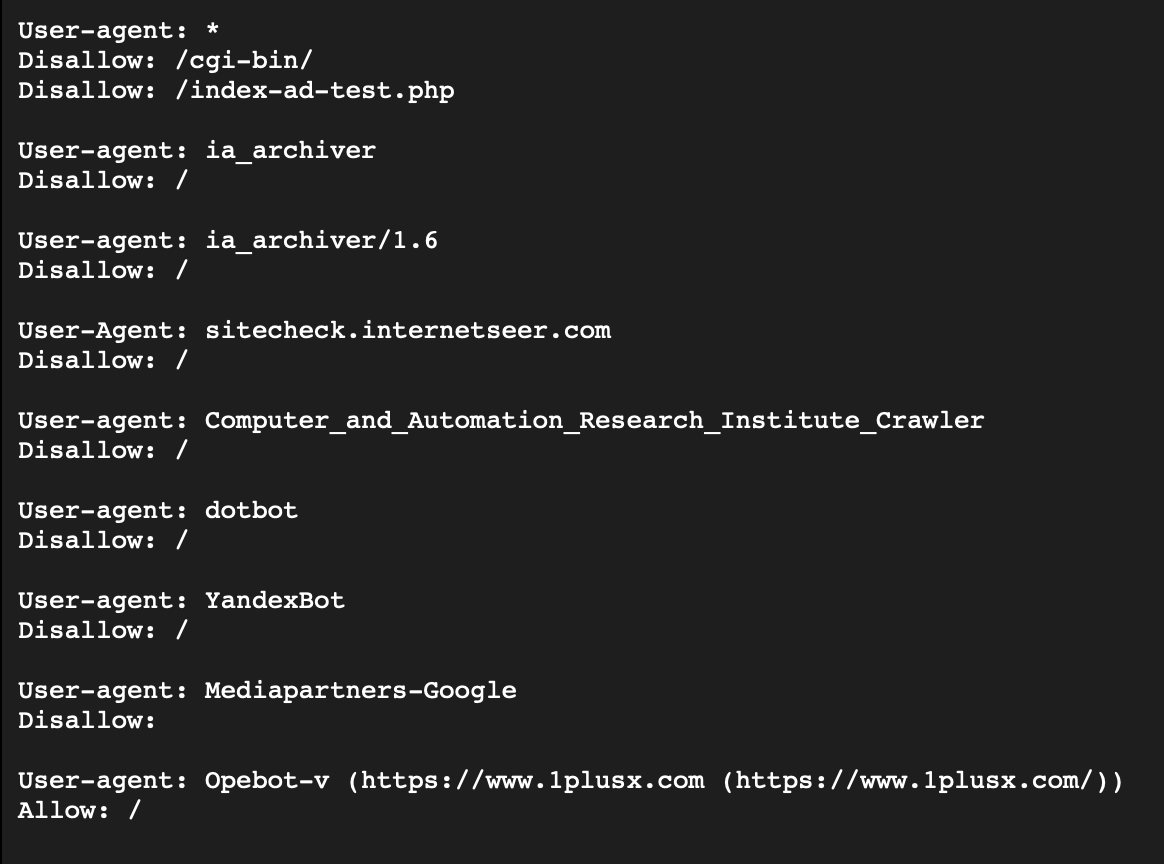 User-agent: *
Disallow: /cgi-bin/
Disallow: /index-ad-test.php

User-agent: ia_archiver
Disallow: /

User-agent: ia_archiver/1.6
Disallow: /

User-Agent: sitecheck.internetseer.com
Disallow: /

User-agent: Computer_and_Automation_Research_Institute_Crawler
Disallow: /

User-agent: dotbot
Disallow: /

User-agent: YandexBot
Disallow: /

User-agent: Mediapartners-Google
Disallow:

User-agent: Opebot-v (https://www.1plusx.com (https://www.1plusx.com/))
Allow: /